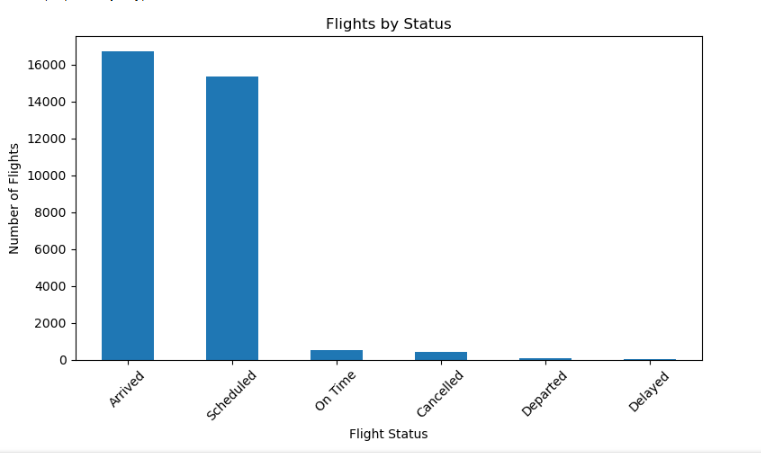 Flights by Status
Number of Flights
16000
14000
12000
10000
8000
6000
4000
2000
0
Arrived
Scheduled
On Time
Cancelled
Departed
Delayed
Flight Status